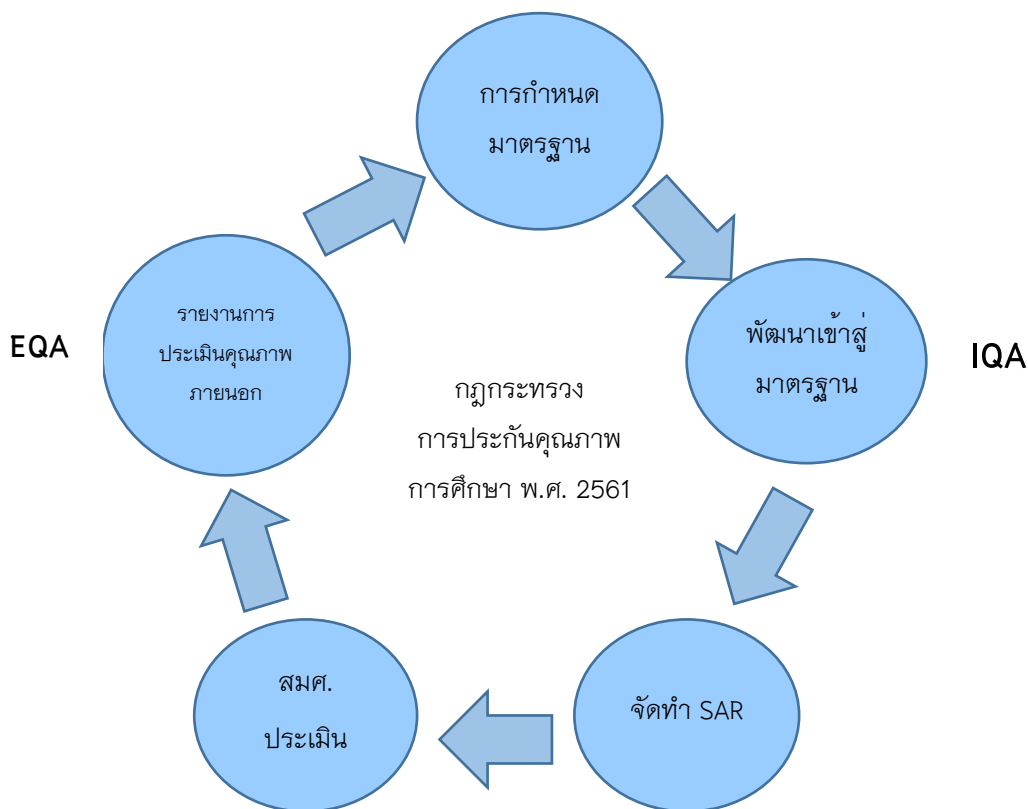 การกำหนด
มาตรฐาน
พัฒนาเข้าสู่
มาตรฐาน
IQA
จัดทำ SAR
สมศ.
ประเมิน
รายงานการ
ประเมินคุณภาพ
ภายนอก
EQA
กฎกระทรวง
การประกันคุณภาพ
การศึกษา พ.ศ. 2561